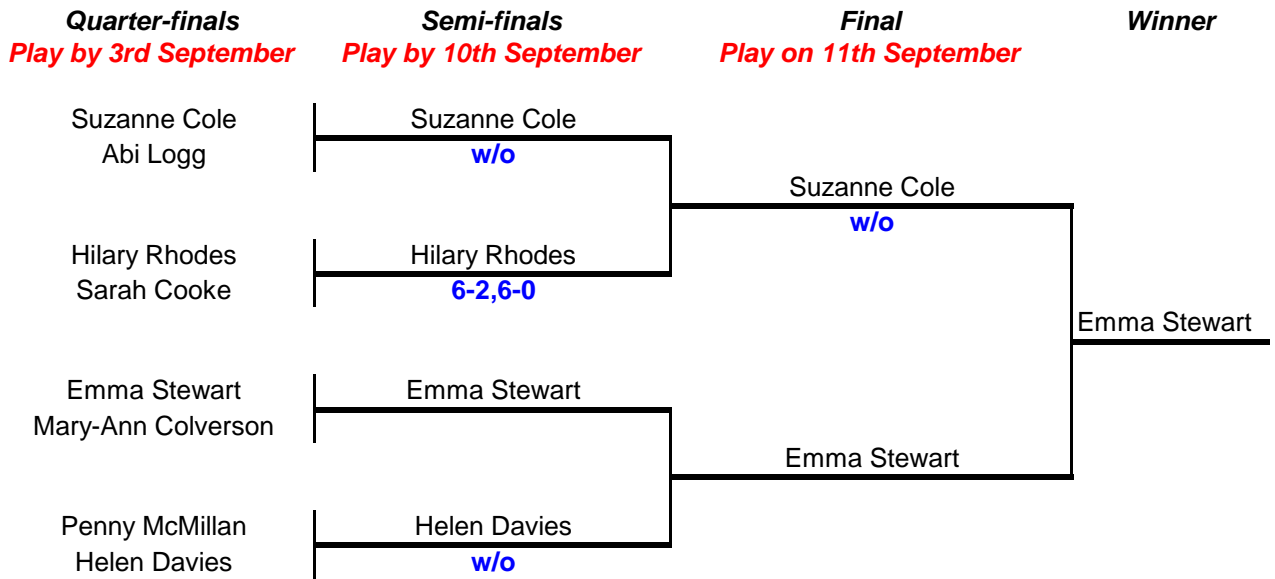 Quarter-finals Semi-finals Final Winner
Play by 3rd September Play by 10th September Play on 11th September
Suzanne Cole Suzanne Cole
Abi Logg w/o
Suzanne Cole
w/o
Hilary Rhodes Hilary Rhodes
Sarah Cooke 6-2,6-0
Emma Stewart
Emma Stewart Emma Stewart
Mary-Ann Colverson
Emma Stewart
Penny McMillan Helen Davies
Helen Davies w/o